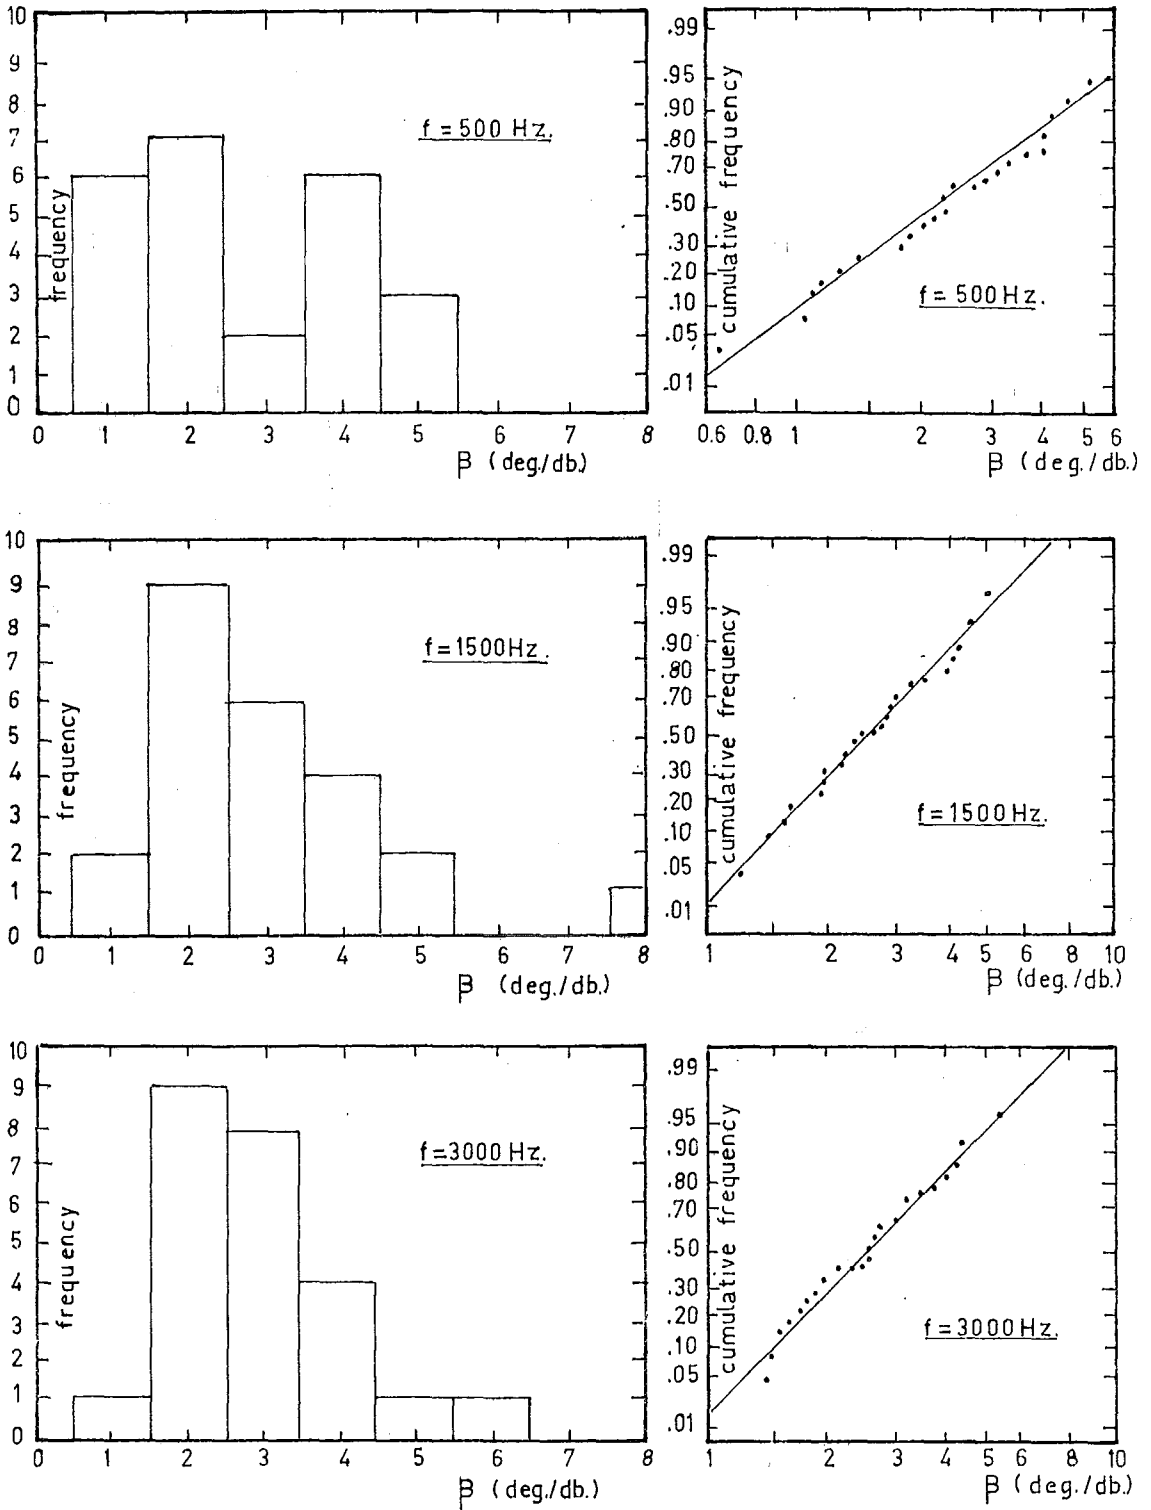 10
9
8
7
6
5
4
3
2
1
0
frequency
f = 500 Hz.
0 1 2 3 4 5 6 7 8
β (deg./db.)
.99
.95
.90
.80
.70
.50
.30
.20
.10
.05
.01
cumulative frequency
f = 500 Hz.
0.6 0.8 1 2 3 4 5 6
β (deg./db.)
10
9
8
7
6
5
4
3
2
1
0
frequency
f = 1500 Hz.
0 1 2 3 4 5 6 7 8
β (deg./db.)
.99
.95
.90
.80
.70
.50
.30
.20
.10
.05
.01
cumulative frequency
f = 1500 Hz.
1 2 3 4 5 6 8 10
β (deg./db.)
10
9
8
7
6
5
4
3
2
1
0
frequency
f = 3000 Hz.
0 1 2 3 4 5 6 7 8
β (deg./db.)
.99
.95
.90
.80
.70
.50
.30
.20
.10
.05
.01
cumulative frequency
f = 3000 Hz.
1 2 3 4 5 6 8 10
β (deg./db.)